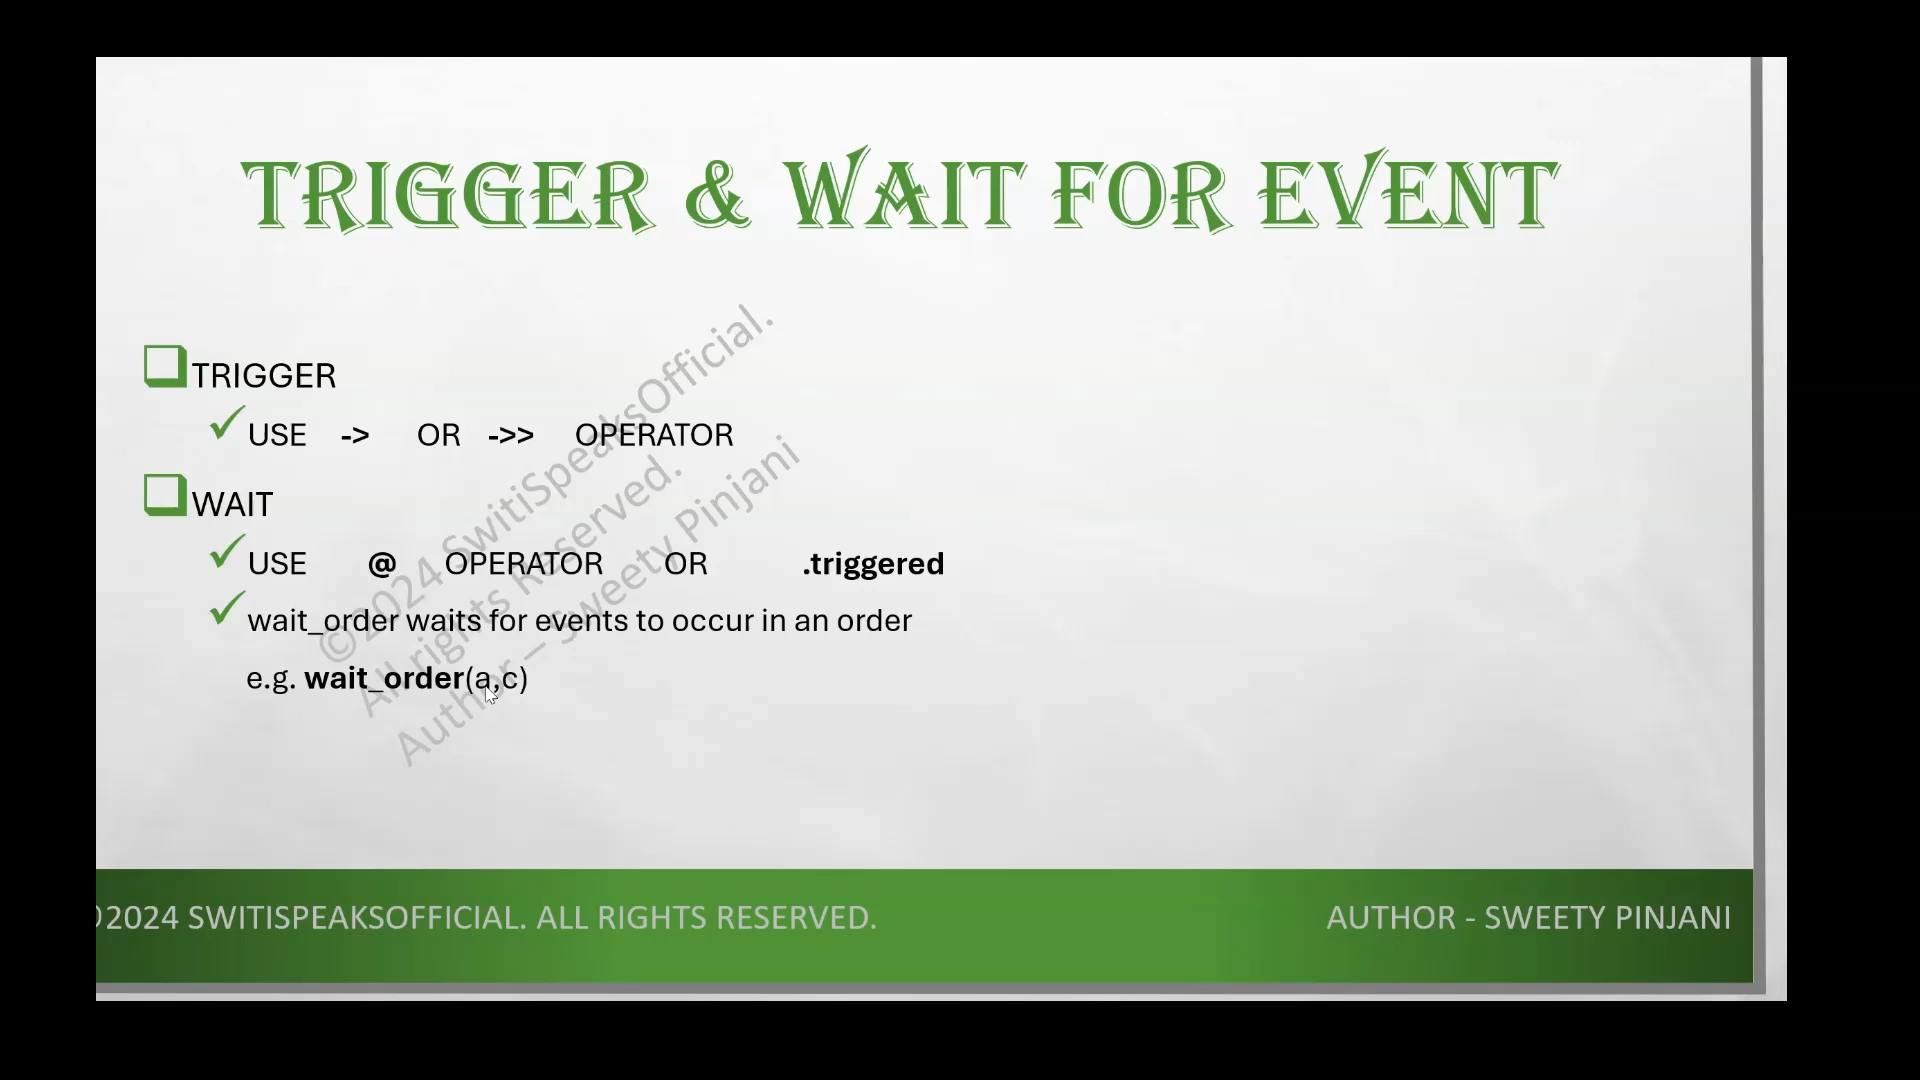 TRIGGER & WAIT FOR EVENT
TRIGGER
USE -> OR ->> OPERATOR
WAIT
USE @ OPERATOR OR .triggered
wait_order waits for events to occur in an order
e.g. wait_order(a,c)
©2024 SwitiSpeaksOfficial.
All rights Reserved.
Author – Sweety Pinjani
©2024 SWITISPEAKSOFFICIAL. ALL RIGHTS RESERVED.
AUTHOR - SWEETY PINJANI